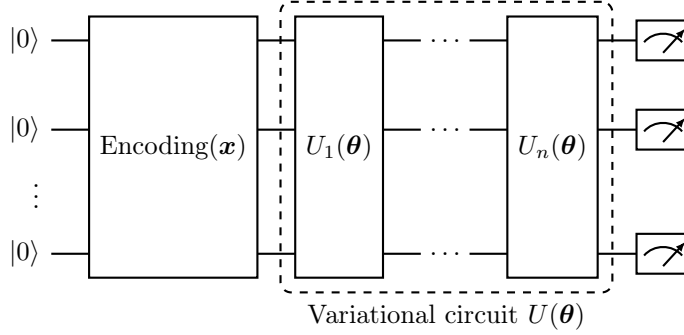 |0⟩
|0⟩
⋮
|0⟩
Encoding(𝒙)
U₁(𝜽)
⋯
⋯
⋯
Uₙ(𝜽)
Variational circuit U(𝜽)